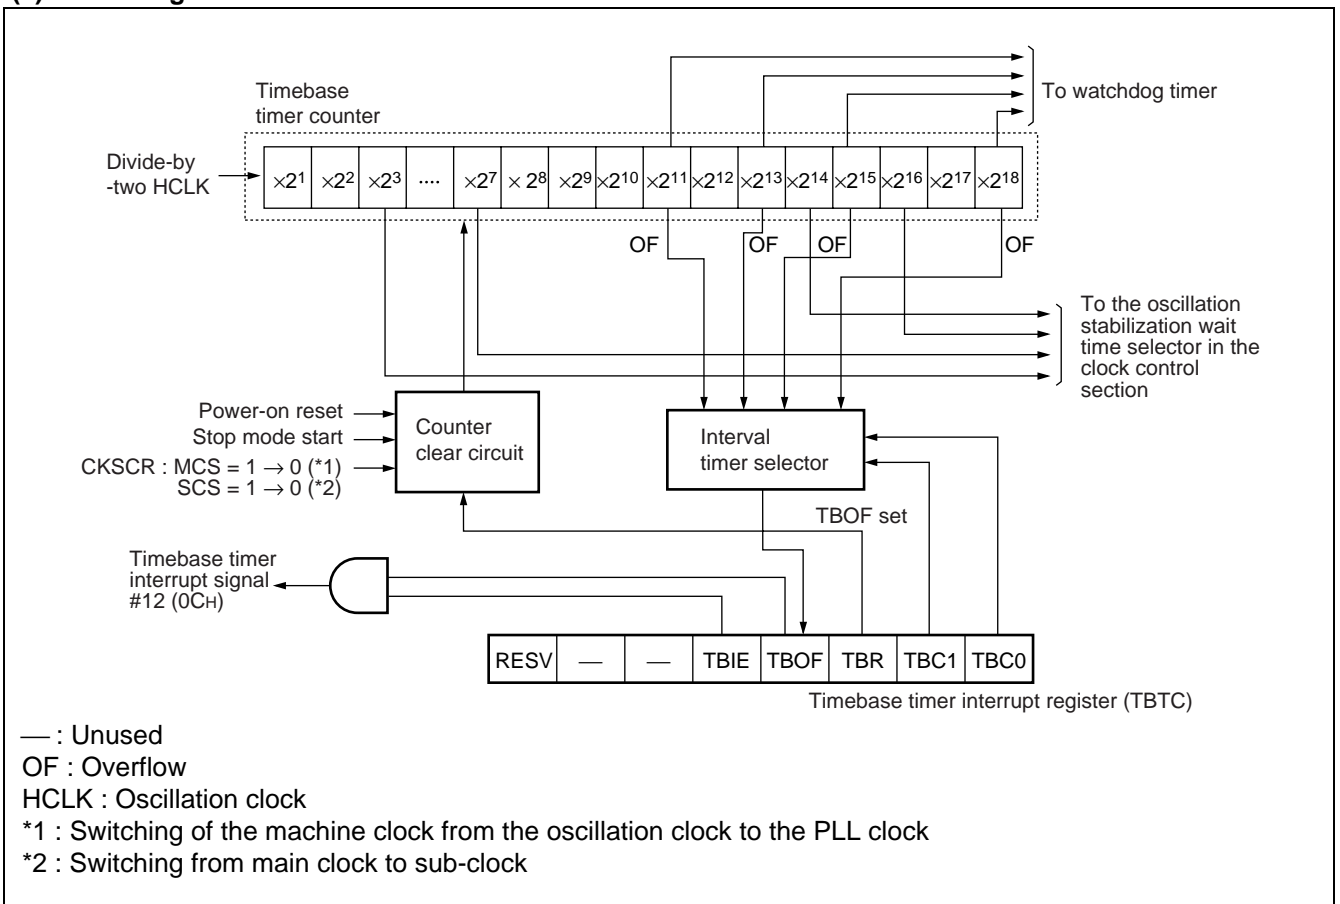 To watchdog timer
Timebase
timer counter
Divide-by
-two HCLK
×2¹ ×2² ×2³ .... ×2⁷ × 2⁸ ×2⁹ ×2¹⁰ ×2¹¹ ×2¹² ×2¹³ ×2¹⁴ ×2¹⁵ ×2¹⁶ ×2¹⁷ ×2¹⁸
OF OF OF OF
To the oscillation
stabilization wait
time selector in the
clock control
section
Power-on reset
Stop mode start
CKSCR : MCS = 1 → 0 (*1)
SCS = 1 → 0 (*2)
Counter
clear circuit
Interval
timer selector
TBOF set
Timebase timer
interrupt signal
#12 (0CH)
RESV — — TBIE TBOF TBR TBC1 TBC0
Timebase timer interrupt register (TBTC)
— : Unused
OF : Overflow
HCLK : Oscillation clock
*1 : Switching of the machine clock from the oscillation clock to the PLL clock
*2 : Switching from main clock to sub-clock